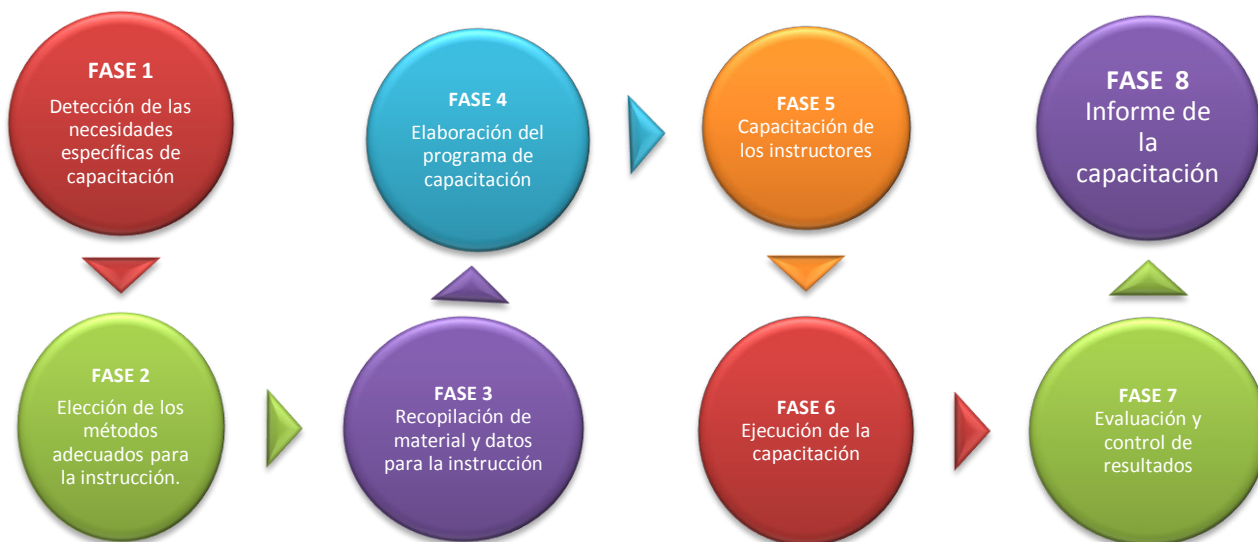 FASE 1
Detección de las
necesidades
específicas de
capacitación
FASE 2
Elección de los
métodos
adecuados para
la instrucción.
FASE 3
Recopilación de
material y datos
para la instrucción
FASE 4
Elaboración del
programa de
capacitación
FASE 5
Capacitación de
los instructores
FASE 6
Ejecución de la
capacitación
FASE 7
Evaluación y
control de
resultados
FASE 8
Informe de
la
capacitación